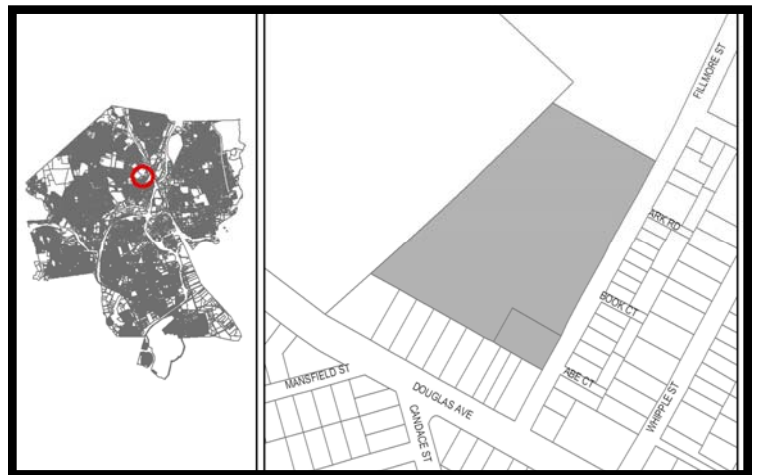 FILLMORE ST
ARK RD
BOOK CT
ABE CT
WHIPPLE ST
MANSFIELD ST
DOUGLAS AVE
CANDACE ST